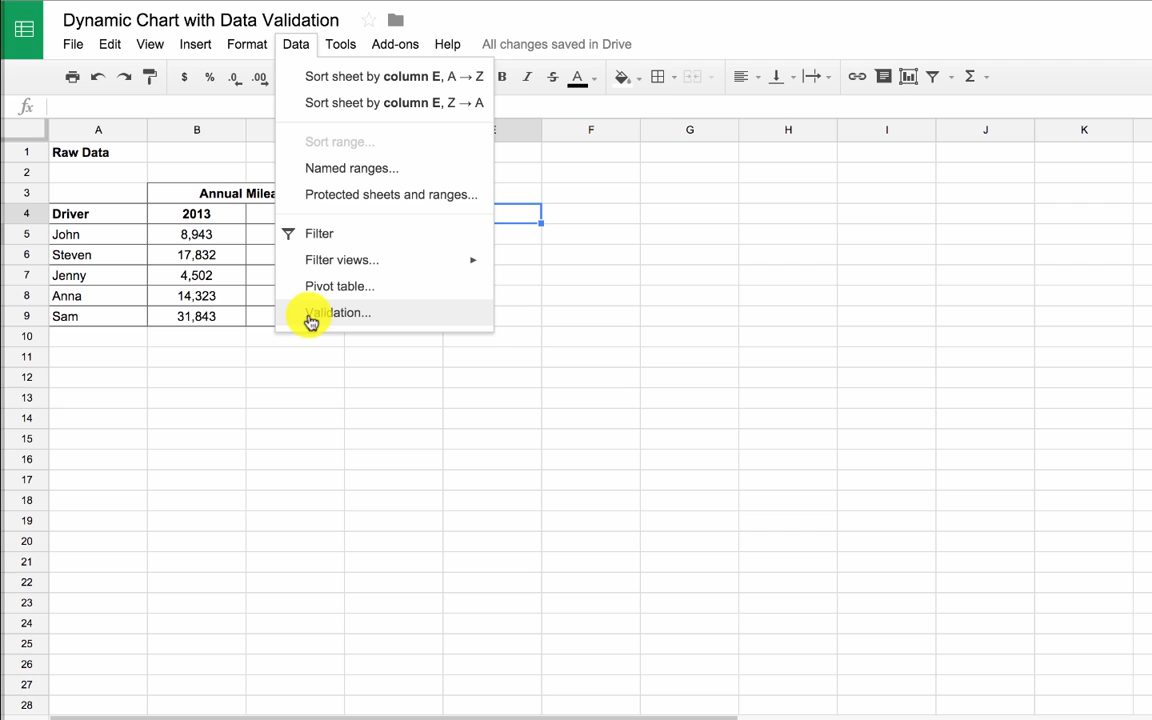 Dynamic Chart with Data Validation
File Edit View Insert Format Data Tools Add-ons Help All changes saved in Drive
$ % .0 .00 B I S A Σ
Sort sheet by column E, A → Z
Sort sheet by column E, Z → A
Sort range...
Named ranges...
Protected sheets and ranges...
Filter
Filter views...
Pivot table...
Validation...
fx
A B E F G H I J K
1 Raw Data
2
3 Annual Milea
4 Driver 2013
5 John 8,943
6 Steven 17,832
7 Jenny 4,502
8 Anna 14,323
9 Sam 31,843
10
11
12
13
14
15
16
17
18
19
20
21
22
23
24
25
26
27
28